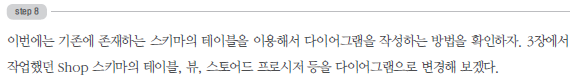 step 8
이번에는 기존에 존재하는 스키마의 테이블을 이용해서 다이어그램을 작성하는 방법을 확인하자. 3장에서
작업했던 Shop 스키마의 테이블, 뷰, 스토어드 프로시저 등을 다이어그램으로 변경해 보겠다.